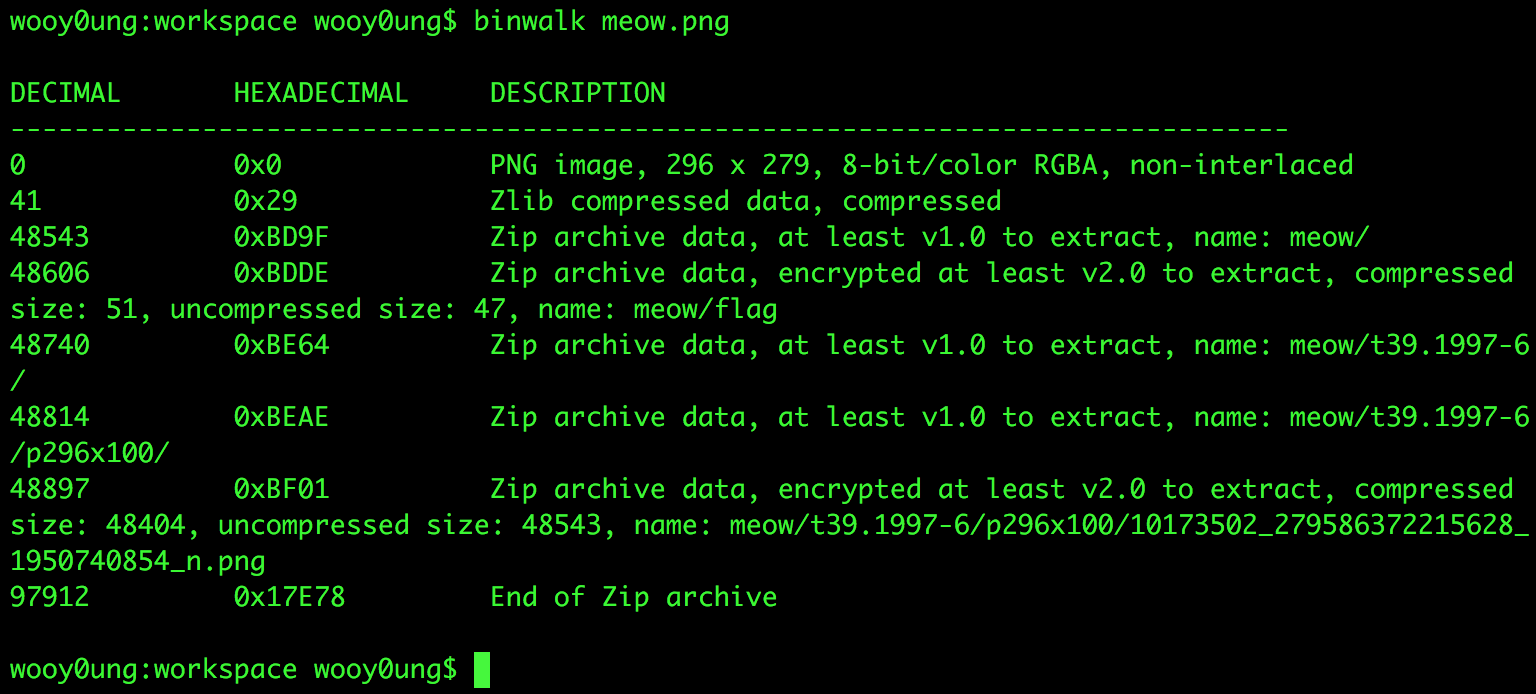 wooy0ung:workspace wooy0ung$ binwalk meow.png
DECIMAL       HEXADECIMAL     DESCRIPTION
--------------------------------------------------------------------------------
0             0x0             PNG image, 296 x 279, 8-bit/color RGBA, non-interlaced
41            0x29            Zlib compressed data, compressed
48543         0xBD9F          Zip archive data, at least v1.0 to extract, name: meow/
48606         0xBDDE          Zip archive data, encrypted at least v2.0 to extract, compressed
size: 51, uncompressed size: 47, name: meow/flag
48740         0xBE64          Zip archive data, at least v1.0 to extract, name: meow/t39.1997-6
/
48814         0xBEAE          Zip archive data, at least v1.0 to extract, name: meow/t39.1997-6
/p296x100/
48897         0xBF01          Zip archive data, encrypted at least v2.0 to extract, compressed
size: 48404, uncompressed size: 48543, name: meow/t39.1997-6/p296x100/10173502_279586372215628_
1950740854_n.png
97912         0x17E78         End of Zip archive
wooy0ung:workspace wooy0ung$